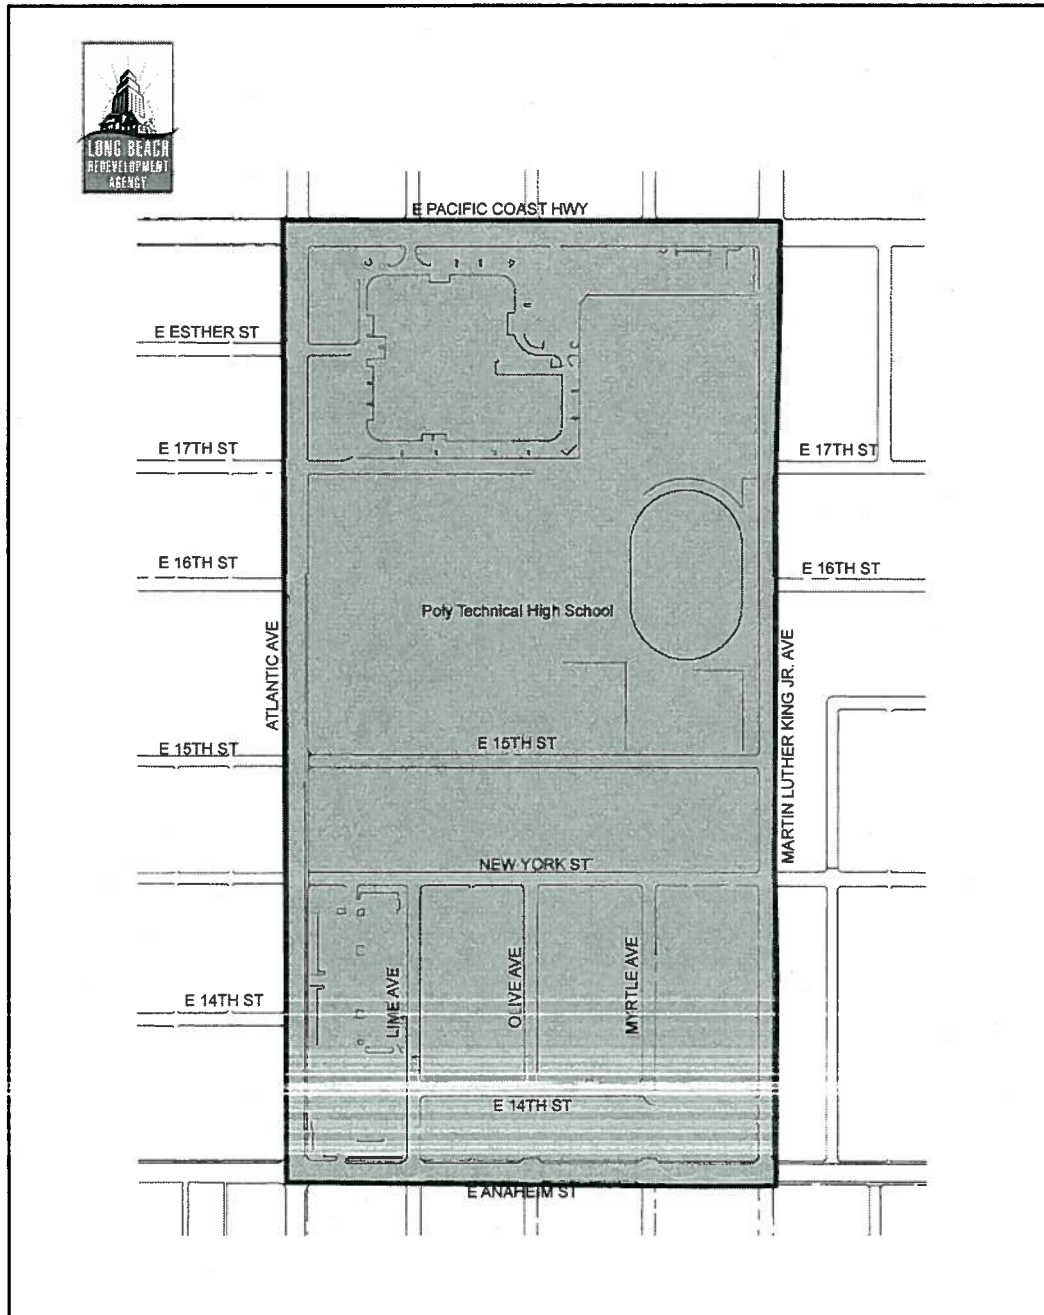 LONG BEACH
REDEVELOPMENT
AGENCY
E PACIFIC COAST HWY
E ESTHER ST
E 17TH ST
E 17TH ST
E 16TH ST
E 16TH ST
Poly Technical High School
ATLANTIC AVE
MARTIN LUTHER KING JR. AVE
E 15TH ST
E 15TH ST
NEW YORK ST
LIME AVE
OLIVE AVE
MYRTLE AVE
E 14TH ST
E 14TH ST
E ANAHEIM ST